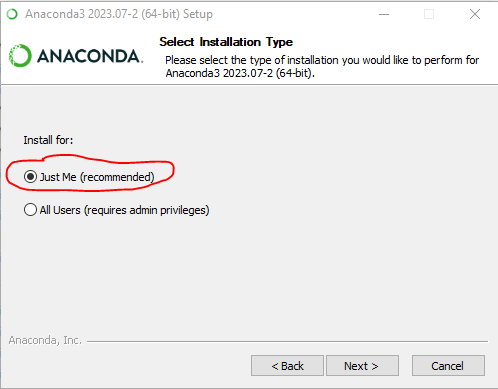 Anaconda3 2023.07-2 (64-bit) Setup
ANACONDA.
Select Installation Type
Please select the type of installation you would like to perform for
Anaconda3 2023.07-2 (64-bit).
Install for:
Just Me (recommended)
All Users (requires admin privileges)
Anaconda, Inc.
< Back
Next >
Cancel